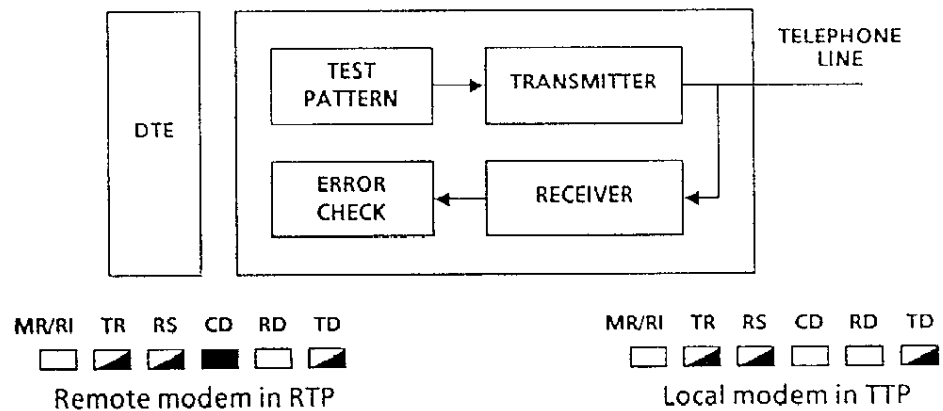 TELEPHONE
LINE
TEST
PATTERN
TRANSMITTER
DTE
ERROR
CHECK
RECEIVER
MR/RI TR RS CD RD TD
Remote modem in RTP
MR/RI TR RS CD RD TD
Local modem in TTP